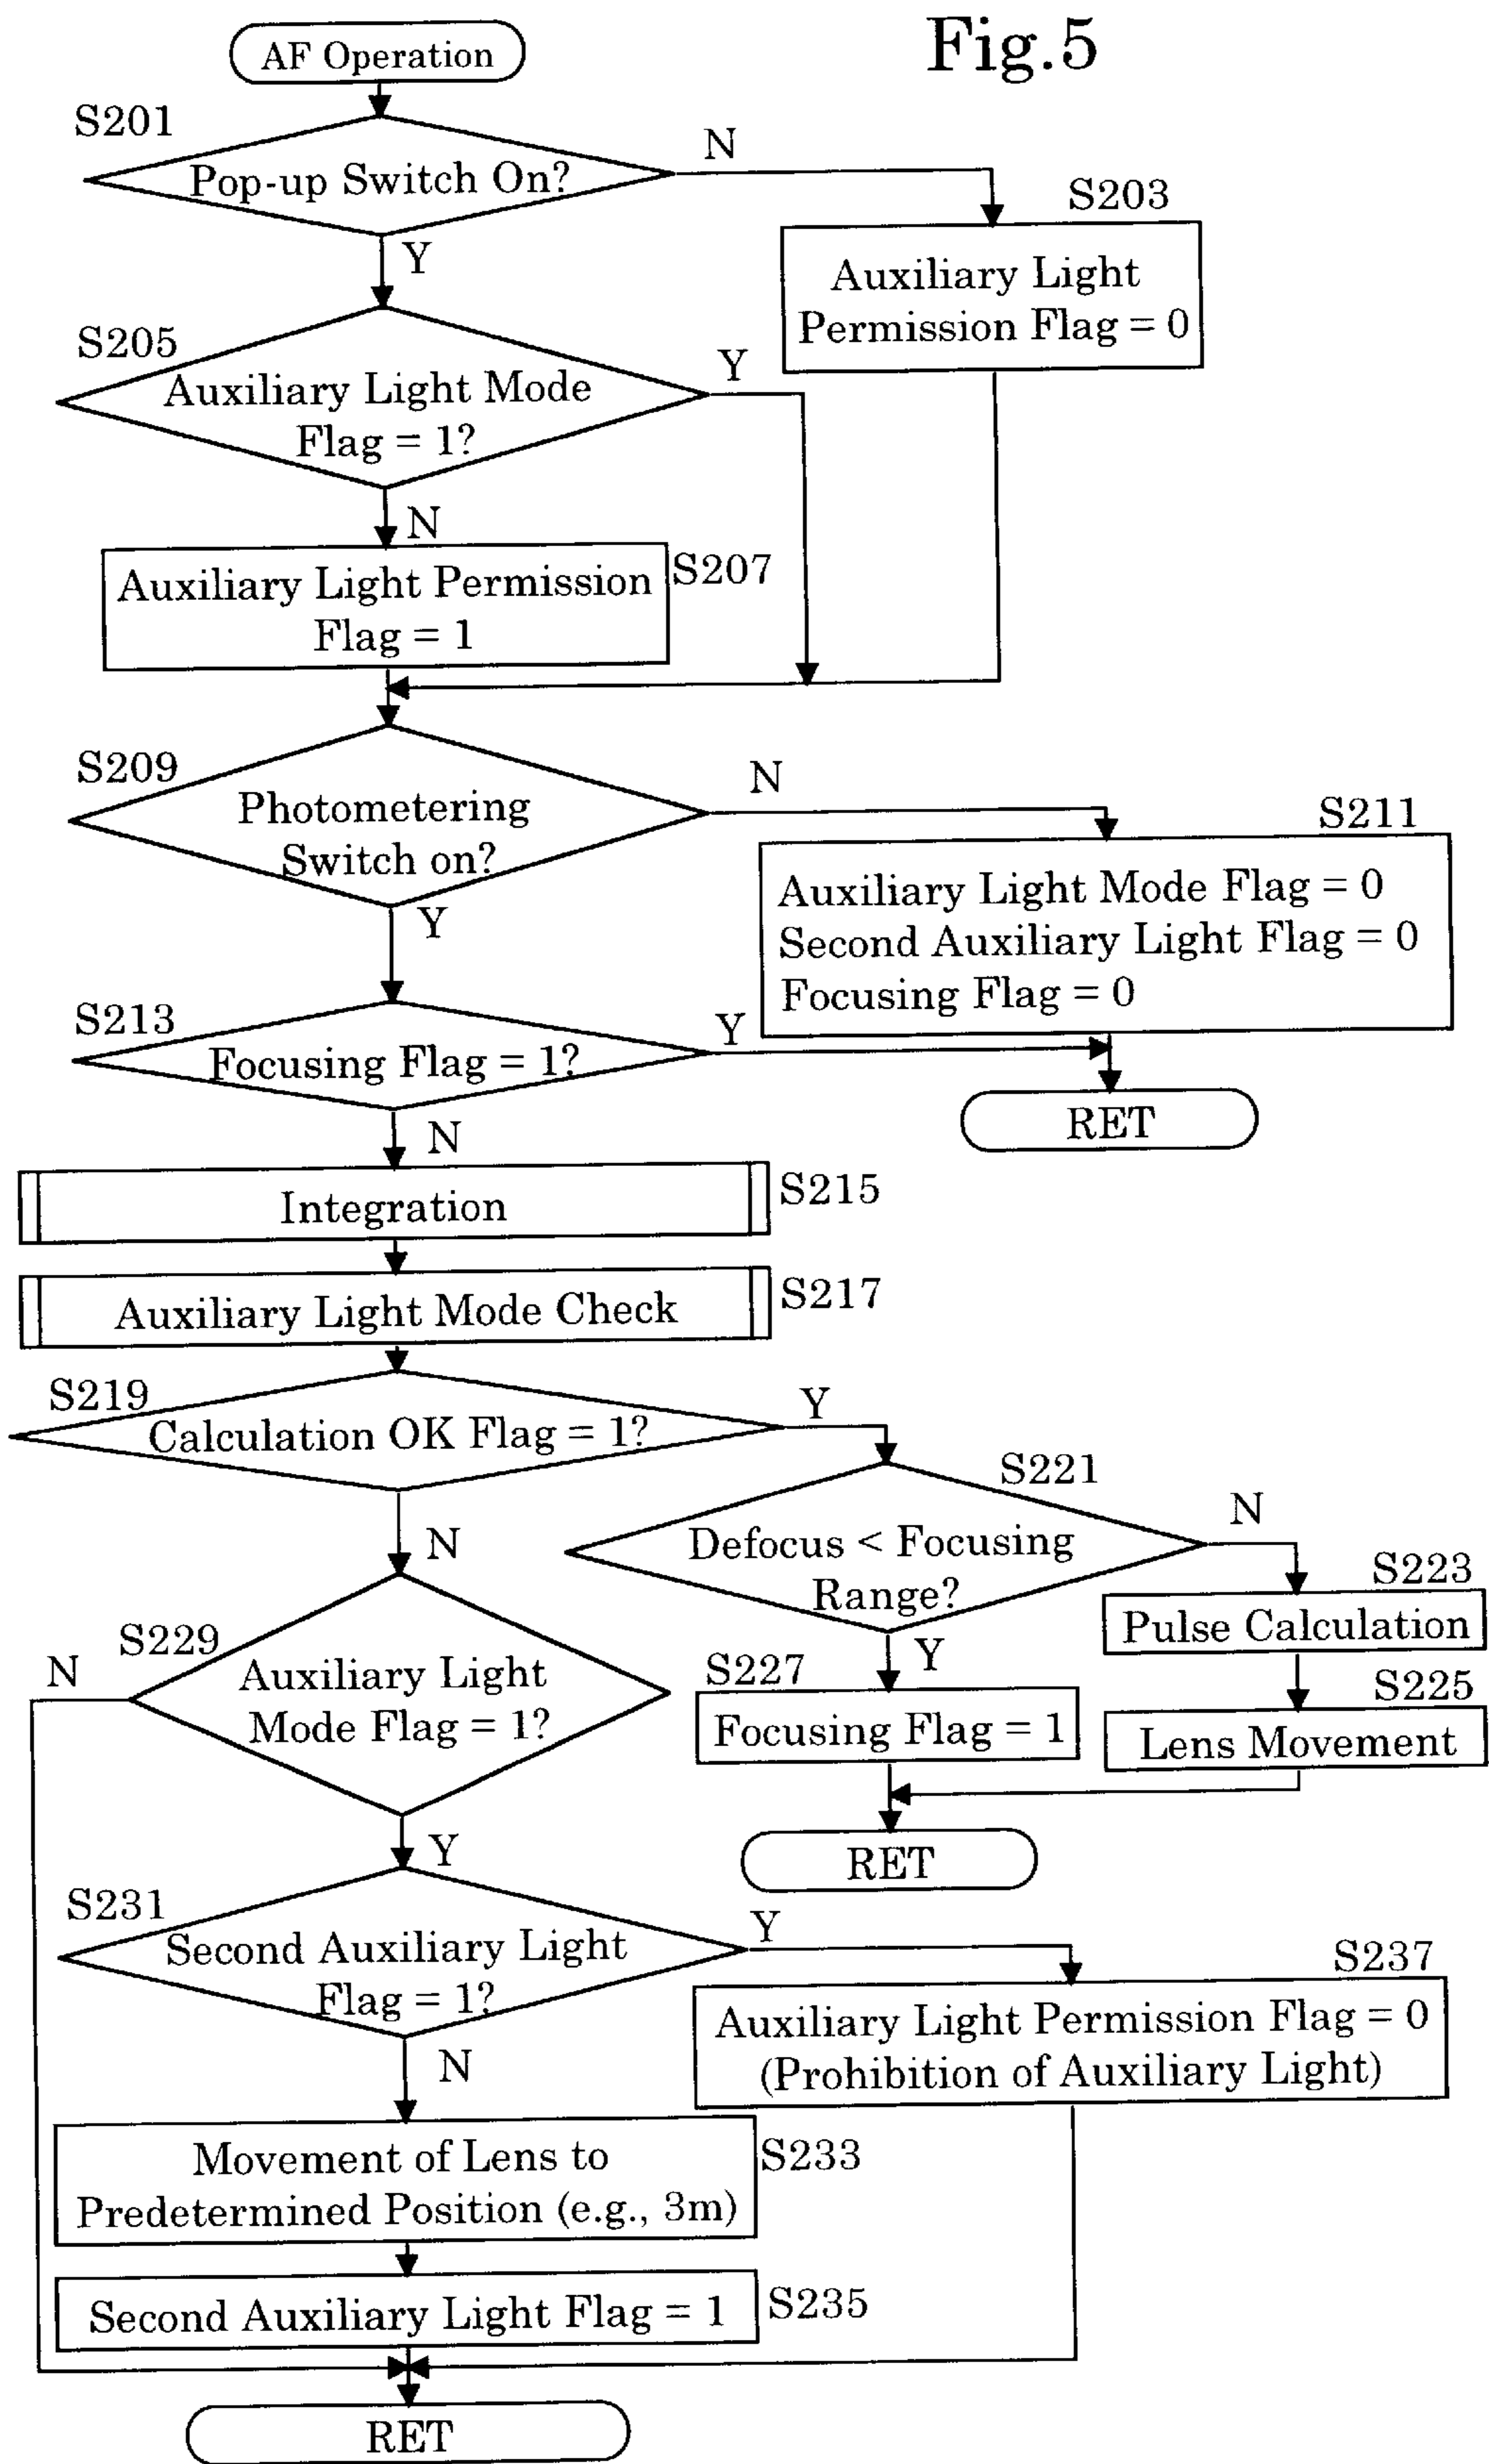 Fig.5
AF Operation
S201
Pop-up Switch On?
N
Y
S203
Auxiliary Light
Permission Flag = 0
S205
Auxiliary Light Mode
Flag = 1?
Y
N
Auxiliary Light Permission
Flag = 1
S207
S209
Photometering
Switch on?
N
Y
S211
Auxiliary Light Mode Flag = 0
Second Auxiliary Light Flag = 0
Focusing Flag = 0
S213
Focusing Flag = 1?
Y
N
RET
Integration
S215
Auxiliary Light Mode Check
S217
S219
Calculation OK Flag = 1?
Y
N
S221
Defocus < Focusing
Range?
N
Y
S223
Pulse Calculation
S225
Lens Movement
S227
Focusing Flag = 1
RET
S229
Auxiliary Light
Mode Flag = 1?
N
Y
S231
Second Auxiliary Light
Flag = 1?
Y
N
S237
Auxiliary Light Permission Flag = 0
(Prohibition of Auxiliary Light)
Movement of Lens to
Predetermined Position (e.g., 3m)
S233
Second Auxiliary Light Flag = 1
S235
RET